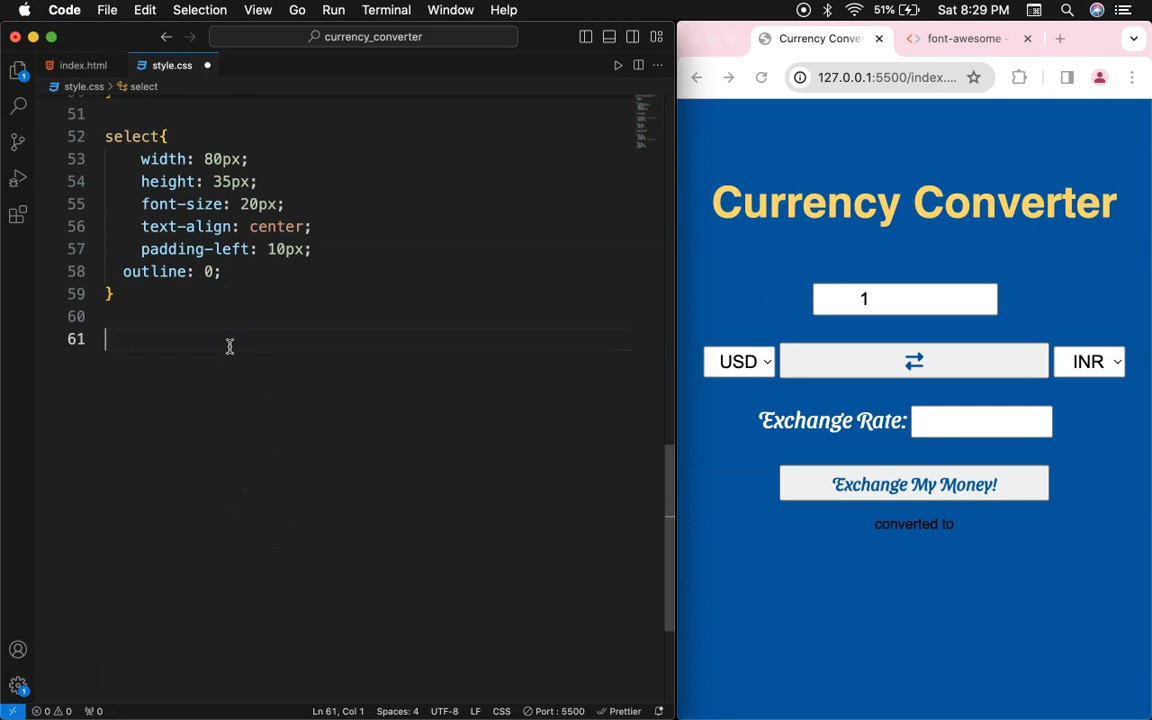 Code File Edit Selection View Go Run Terminal Window Help 51% Sat 8:29 PM
currency_converter
index.html style.css
style.css > select
51
52 select{
53 width: 80px;
54 height: 35px;
55 font-size: 20px;
56 text-align: center;
57 padding-left: 10px;
58 outline: 0;
59 }
60
61
1
1
0 0 0 Ln 61, Col 1 Spaces: 4 UTF-8 LF CSS Port : 5500 Prettier
Currency Conve font-awesome -
127.0.0.1:5500/index....
Currency Converter
1
USD INR
Exchange Rate:
Exchange My Money!
converted to